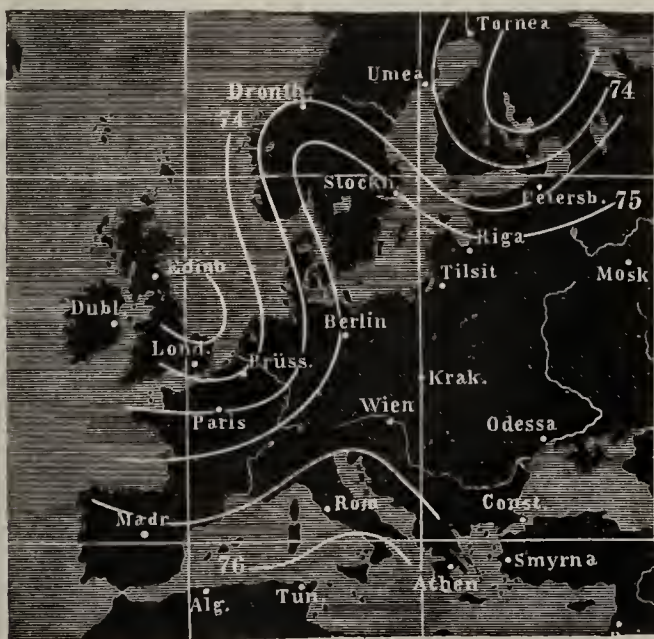 Tornea
Umea
74
Dronth.
74
Stockh.
Petersb.
75
Riga
Edinb
Tilsit
Mosk
Dubl.
Berlin
Lond.
Brüss.
Krak.
Paris
Wien
Odessa
Rom
Const.
Madr
76
Smyrna
Athen
Alg.
Tun.